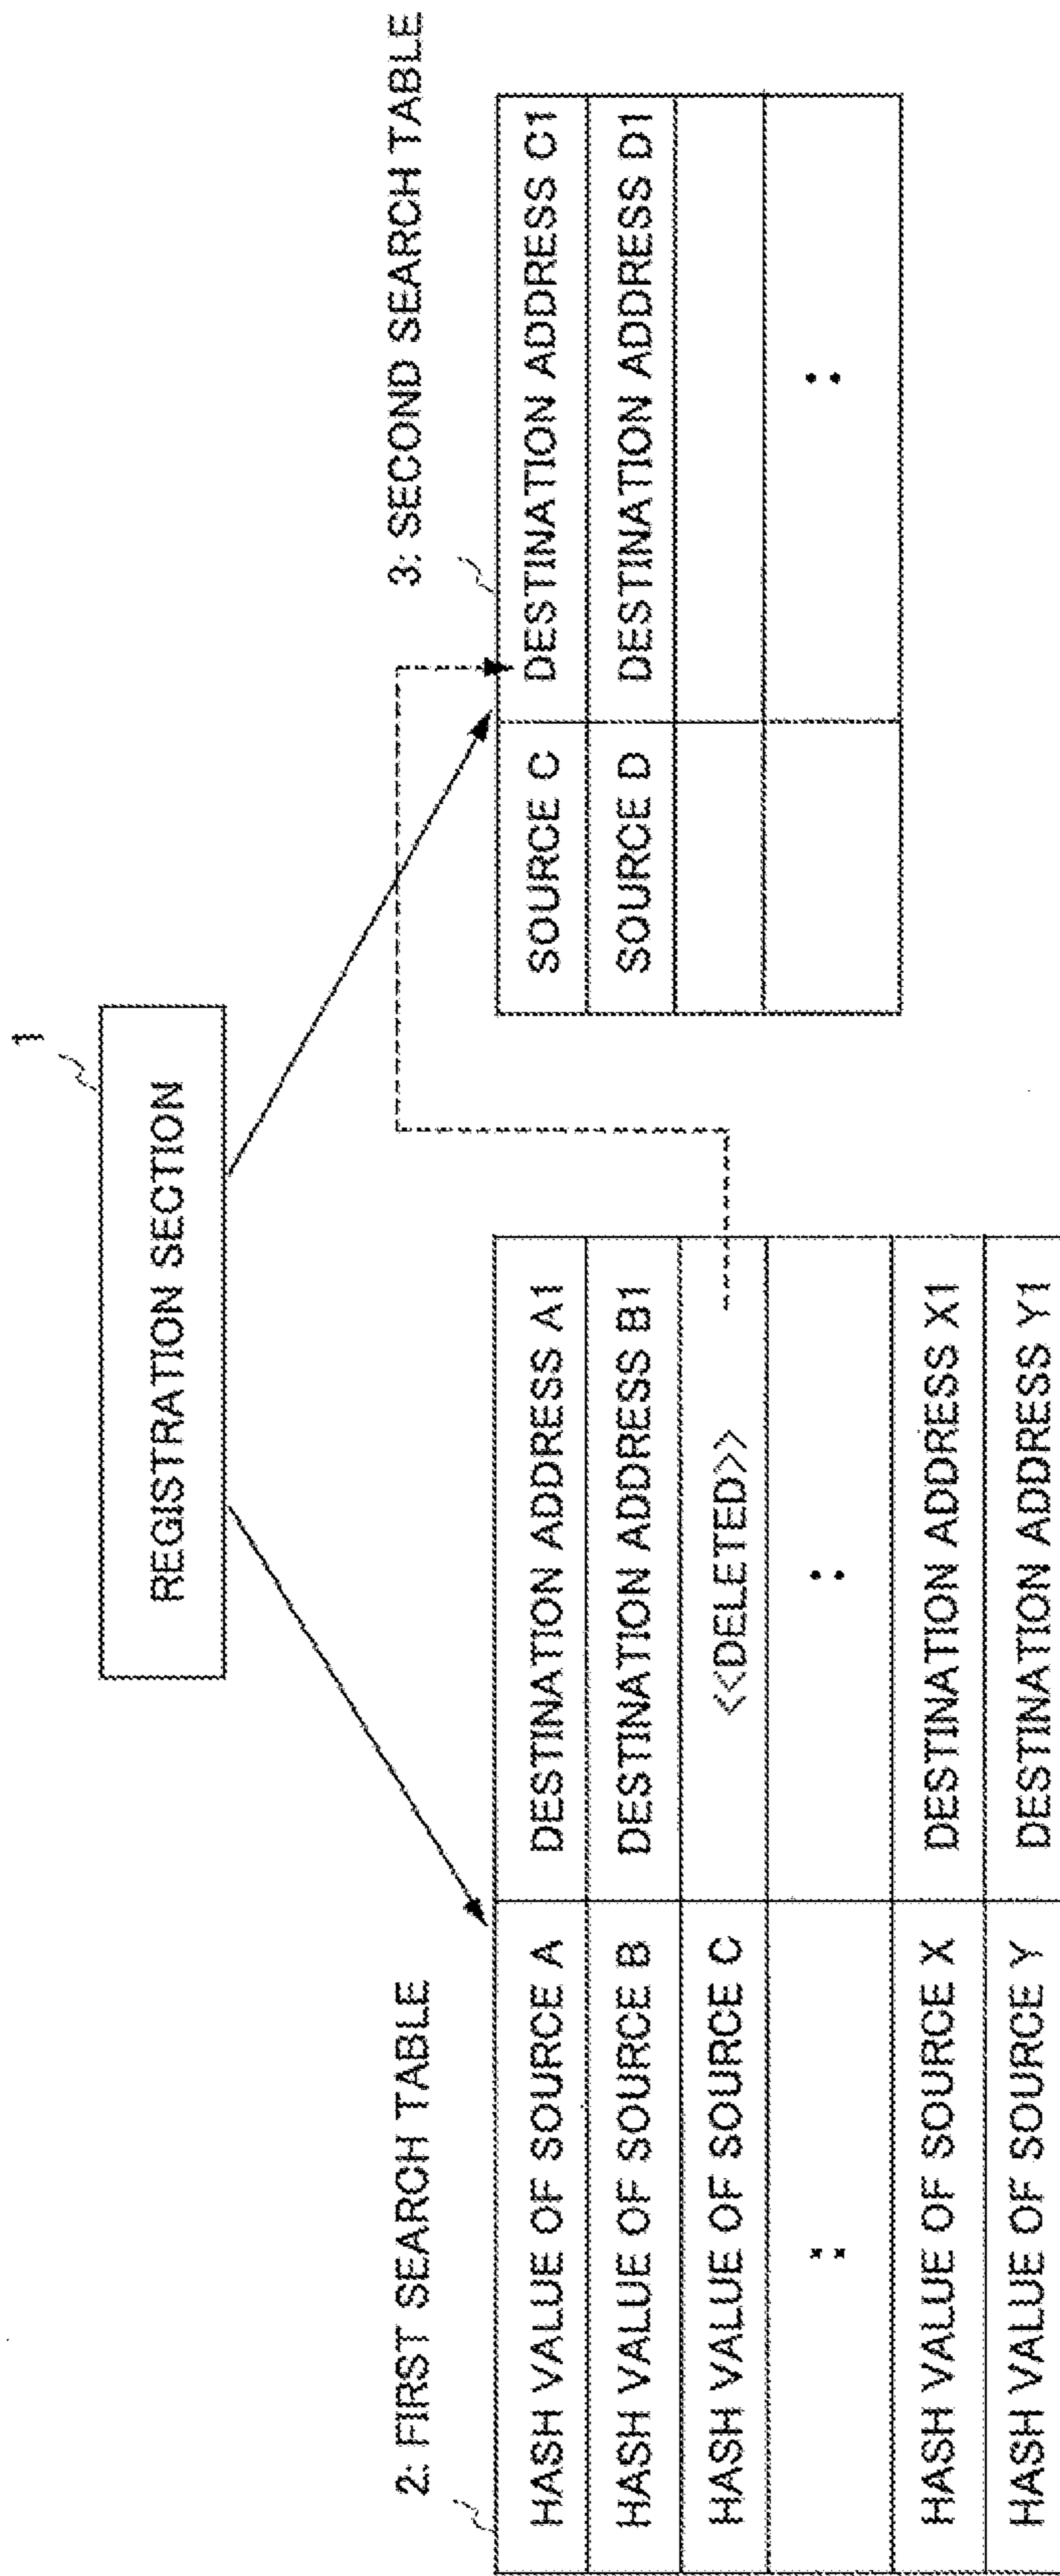 1
REGISTRATION SECTION
2: FIRST SEARCH TABLE
HASH VALUE OF SOURCE A DESTINATION ADDRESS A1
HASH VALUE OF SOURCE B DESTINATION ADDRESS B1
HASH VALUE OF SOURCE C <<DELETED>>
: :
HASH VALUE OF SOURCE X DESTINATION ADDRESS X1
HASH VALUE OF SOURCE Y DESTINATION ADDRESS Y1
3: SECOND SEARCH TABLE
SOURCE C DESTINATION ADDRESS C1
SOURCE D DESTINATION ADDRESS D1
: